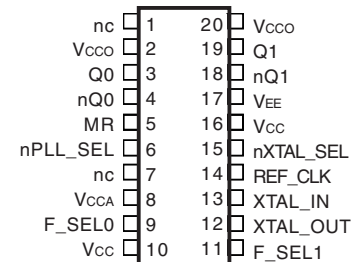 nc 1 20 VCCO
VCCO 2 19 Q1
Q0 3 18 nQ1
nQ0 4 17 VEE
MR 5 16 VCC
nPLL_SEL 6 15 nXTAL_SEL
nc 7 14 REF_CLK
VCCA 8 13 XTAL_IN
F_SEL0 9 12 XTAL_OUT
VCC 10 11 F_SEL1